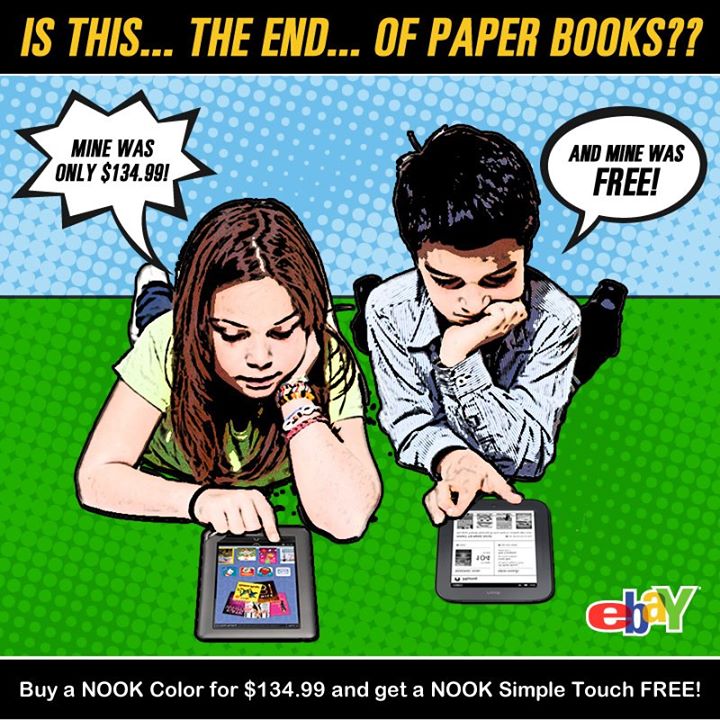 IS THIS... THE END... OF PAPER BOOKS??
MINE WAS
ONLY $134.99!
AND MINE WAS
FREE!
ebaY
Buy a NOOK Color for $134.99 and get a NOOK Simple Touch FREE!